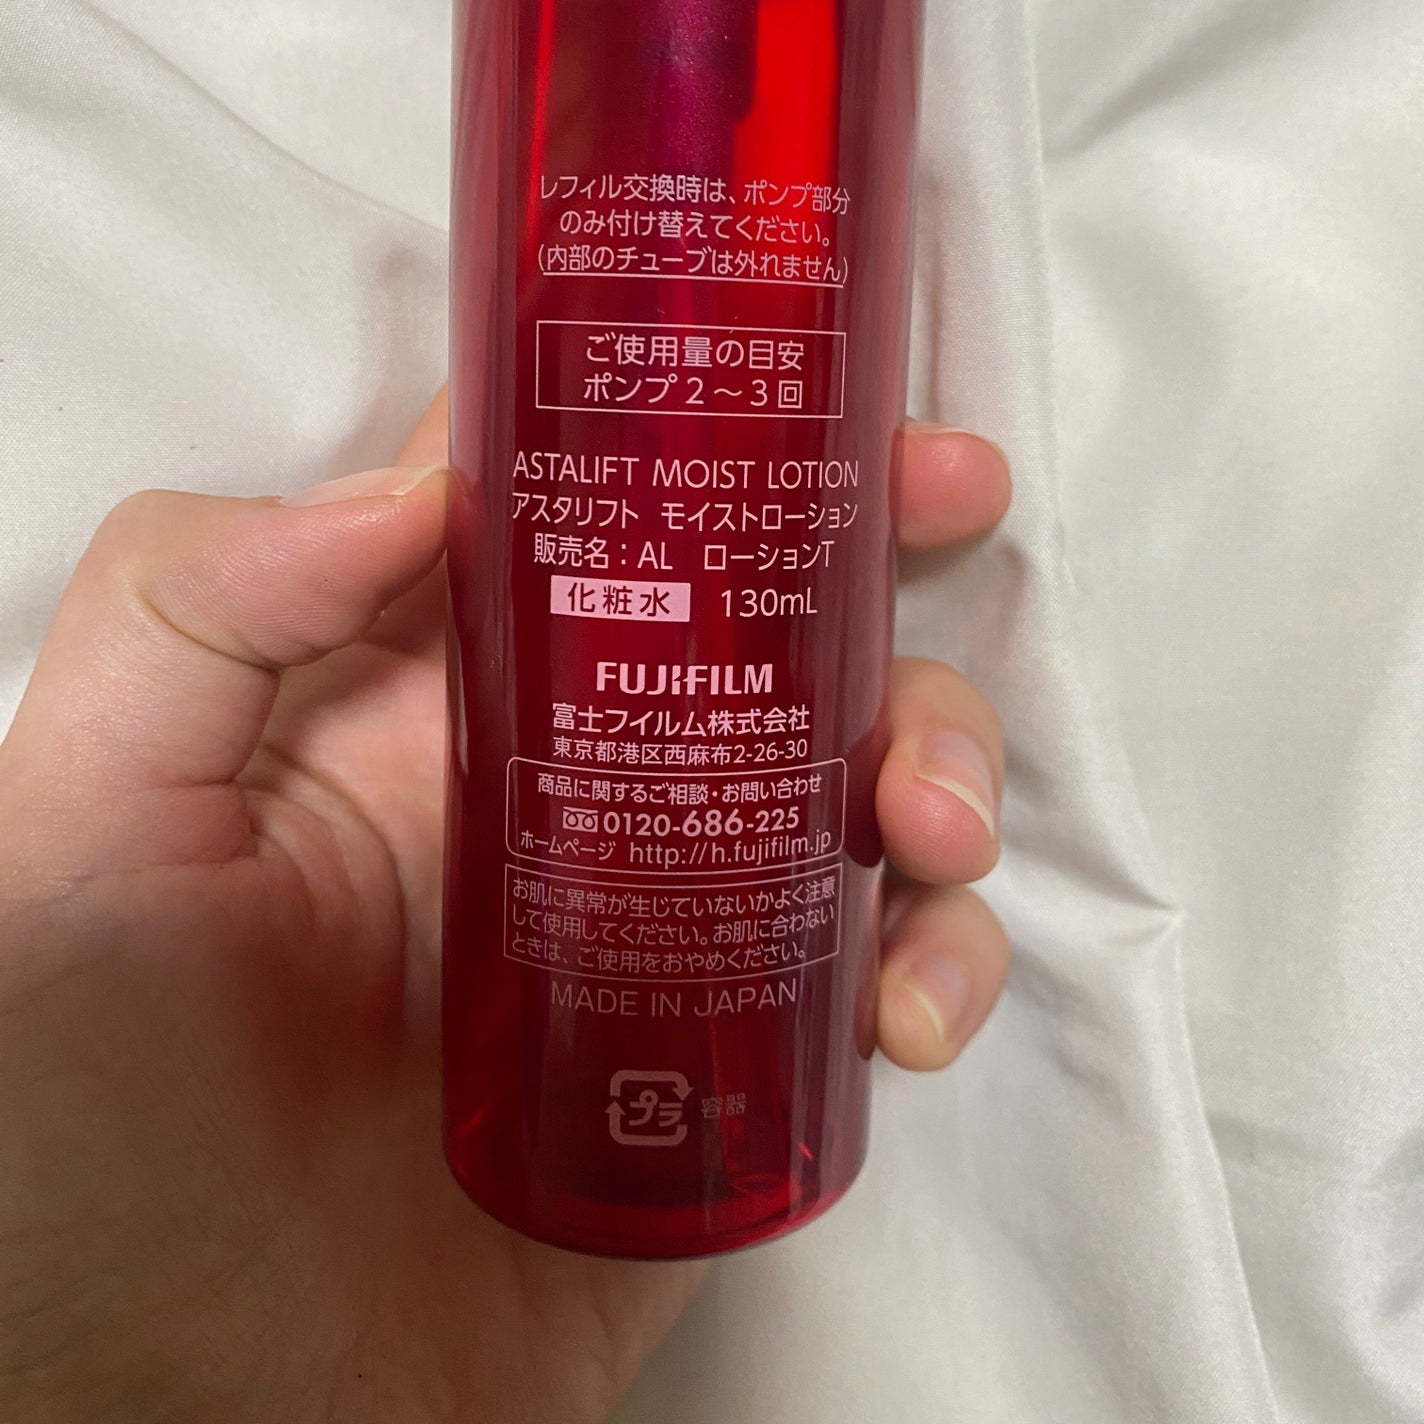 レフィル交換時は、ポンプ部分
のみ付け替えてください。
(内部のチューブは外れません)
ご使用量の目安
ポンプ2～3回
ASTALIFT MOIST LOTION
アスタリフト モイストローション
販売名：AL ローションT
化粧水 130mL
FUJIFILM
富士フイルム株式会社
東京都港区西麻布2-26-30
商品に関するご相談・お問い合わせ
0120-686-225
ホームページ http://h.fujifilm.jp
お肌に異常が生じていないかよく注意
して使用してください。お肌に合わない
ときは、ご使用をおやめください。
MADE IN JAPAN
プラ 容器